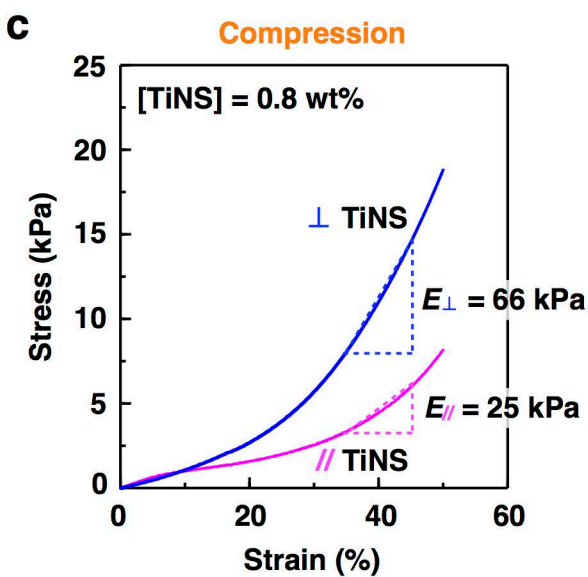 c
Compression
25
[TiNS] = 0.8 wt%
20
⊥ TiNS
15
Stress (kPa)
E⊥ = 66 kPa
10
5
E// = 25 kPa
// TiNS
0
0 20 40 60
Strain (%)